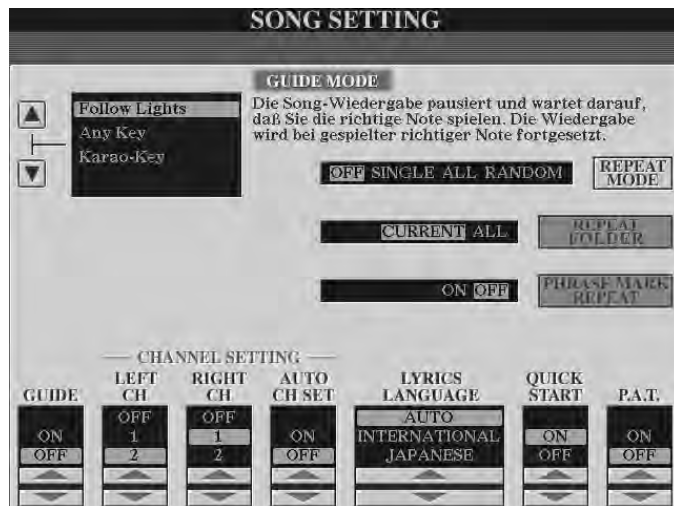 SONG SETTING
GUIDE MODE
Follow Lights
Any Key
Karao-Key
Die Song-Wiedergabe pausiert und wartet darauf,
daß Sie die richtige Note spielen. Die Wiedergabe
wird bei gespielter richtiger Note fortgesetzt.
OFF SINGLE ALL RANDOM
REPEAT
MODE
CURRENT ALL
REPEAT
FOLDER
ON OFF
PHRASE MARK
REPEAT
CHANNEL SETTING
GUIDE
LEFT
CH
RIGHT
CH
AUTO
CH SET
LYRICS
LANGUAGE
QUICK
START
P.A.T.
ON
OFF
OFF
1
2
OFF
1
2
ON
OFF
AUTO
INTERNATIONAL
JAPANESE
ON
OFF
ON
OFF